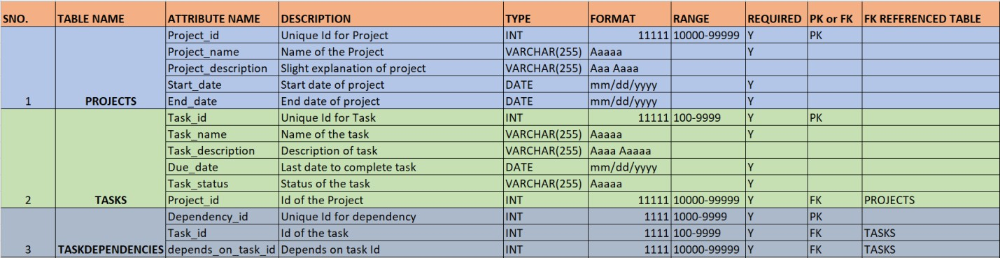 SNO. TABLE NAME ATTRIBUTE NAME DESCRIPTION TYPE FORMAT RANGE REQUIRED PK or FK FK REFERENCED TABLE
Project_id Unique Id for Project INT 11111 10000-99999 Y PK
Project_name Name of the Project VARCHAR(255) Aaaaa Y
Project_description Slight explanation of project VARCHAR(255) Aaa Aaaa
Start_date Start date of project DATE mm/dd/yyyy Y
1 PROJECTS End_date End date of project DATE mm/dd/yyyy Y
Task_id Unique Id for Task INT 11111 100-9999 Y PK
Task_name Name of the task VARCHAR(255) Aaaaa Y
Task_description Description of task VARCHAR(255) Aaaa Aaaaa
Due_date Last date to complete task DATE mm/dd/yyyy Y
Task_status Status of the task VARCHAR(255) Aaaaa Y
2 TASKS Project_id Id of the Project INT 11111 10000-99999 Y FK PROJECTS
Dependency_id Unique Id for dependency INT 1111 1000-9999 Y PK
Task_id Id of the task INT 1111 100-9999 Y FK TASKS
3 TASKDEPENDENCIES depends_on_task_id Depends on task Id INT 1111 10000-99999 Y FK TASKS